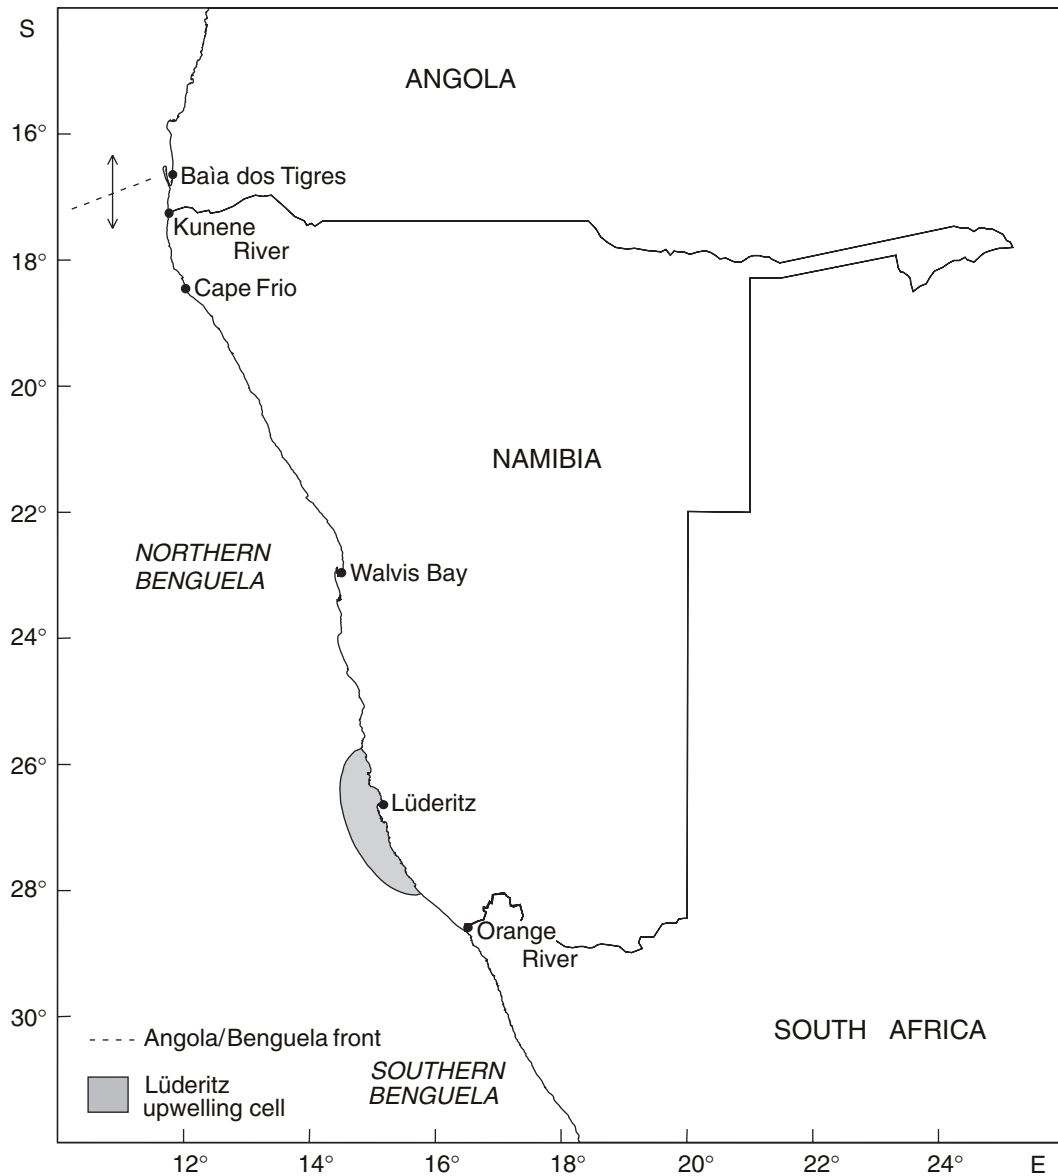 S
ANGOLA
16°
Baìa dos Tigres
Kunene
River
18°
Cape Frio
20°
NAMIBIA
22°
NORTHERN
BENGUELA
Walvis Bay
24°
26°
Lüderitz
28°
Orange
River
30°
SOUTH AFRICA
Angola/Benguela front
SOUTHERN
BENGUELA
Lüderitz
upwelling cell
12° 14° 16° 18° 20° 22° 24° E